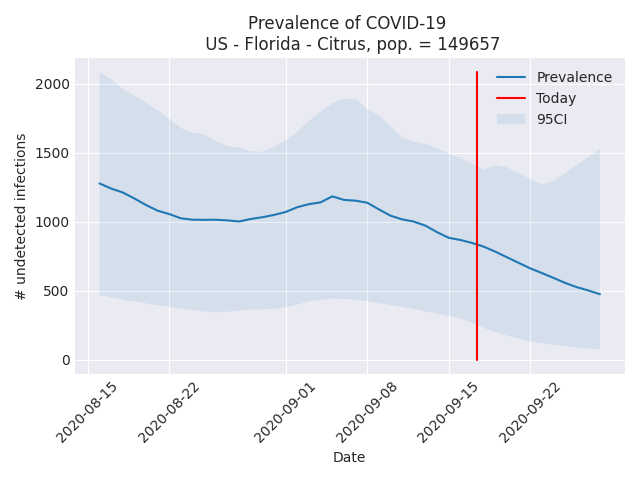 Prevalence of COVID-19
US - Florida - Citrus, pop. = 149657
# undetected infections
2000
1500
1000
500
0
Prevalence
Today
95CI
2020-08-15
2020-08-22
2020-09-01
2020-09-08
2020-09-15
2020-09-22
Date